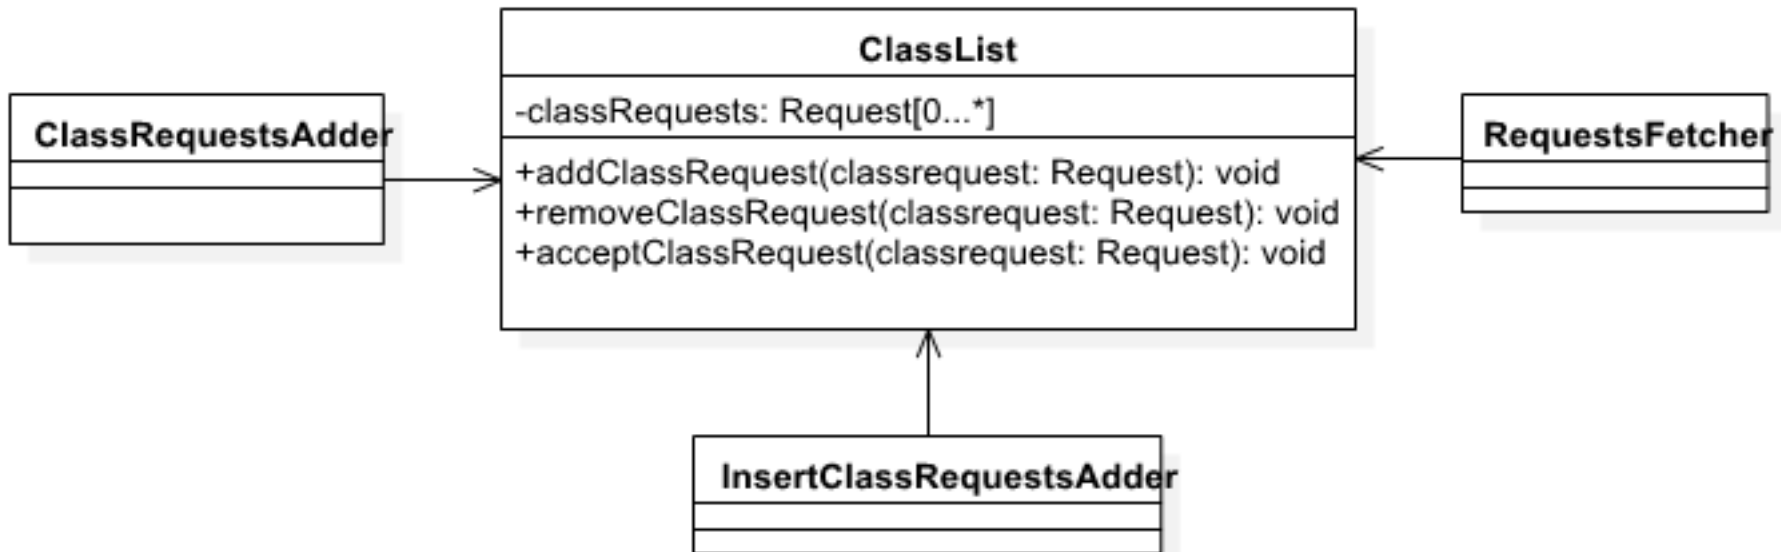 ClassList
-classRequests: Request[0...*]
ClassRequestsAdder
RequestsFetcher
+addClassRequest(classrequest: Request): void
+removeClassRequest(classrequest: Request): void
+acceptClassRequest(classrequest: Request): void
InsertClassRequestsAdder